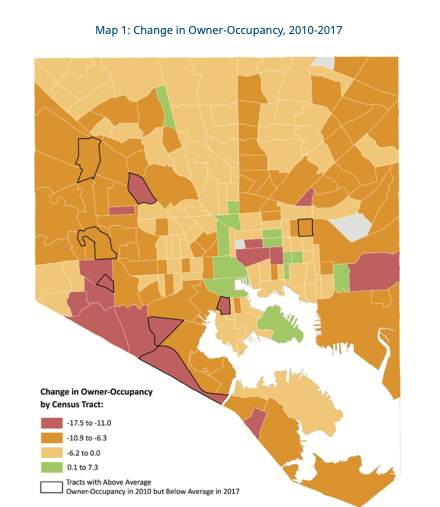 Map 1: Change in Owner-Occupancy, 2010-2017
Change in Owner-Occupancy
by Census Tract:
-17.5 to -11.0
-10.9 to -6.3
-6.2 to 0.0
0.1 to 7.3
Tracts with Above Average
Owner-Occupancy in 2010 but Below Average in 2017